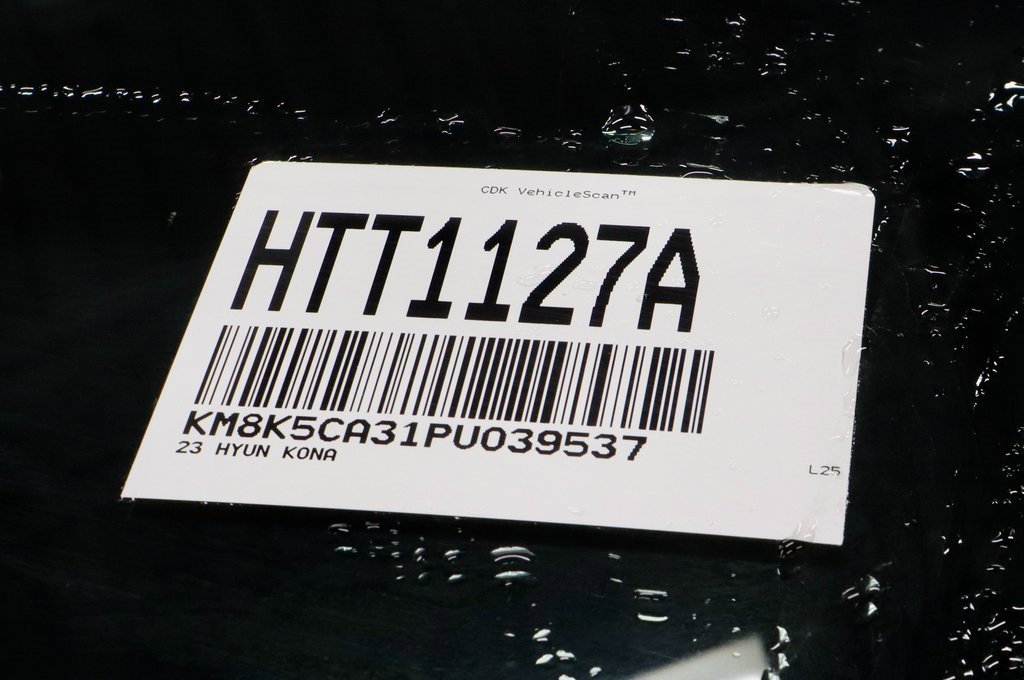 CDK VehicleScan™
HTT1127A
KM8K5CA31PU039537
23 HYUN KONA
L25